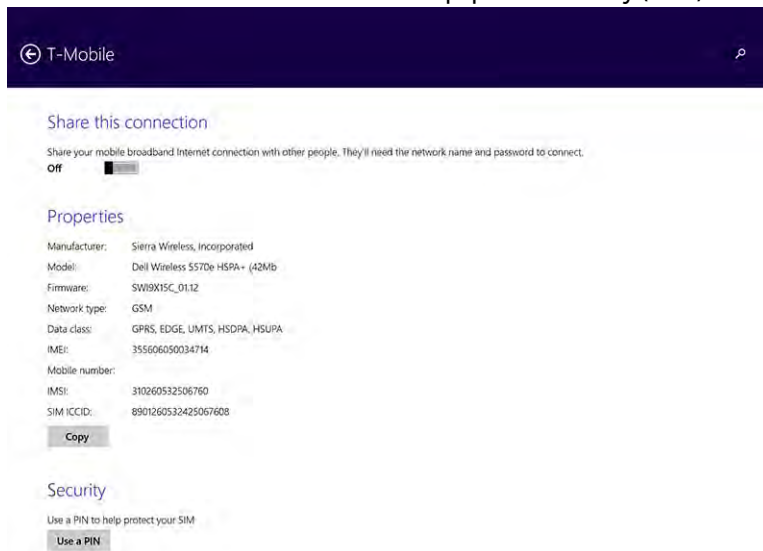 T-Mobile
Share this connection
Share your mobile broadband Internet connection with other people. They'll need the network name and password to connect.
Off
Properties
Manufacturer: Sierra Wireless, Incorporated
Model: Dell Wireless 5570e HSPA+ (42Mb
Firmware: SWI9X15C_01.12
Network type: GSM
Data class: GPRS, EDGE, UMTS, HSDPA, HSUPA
IMEI: 355606050034714
Mobile number:
IMSI: 310260532506760
SIM ICCID: 8901260532425067608
Copy
Security
Use a PIN to help protect your SIM
Use a PIN